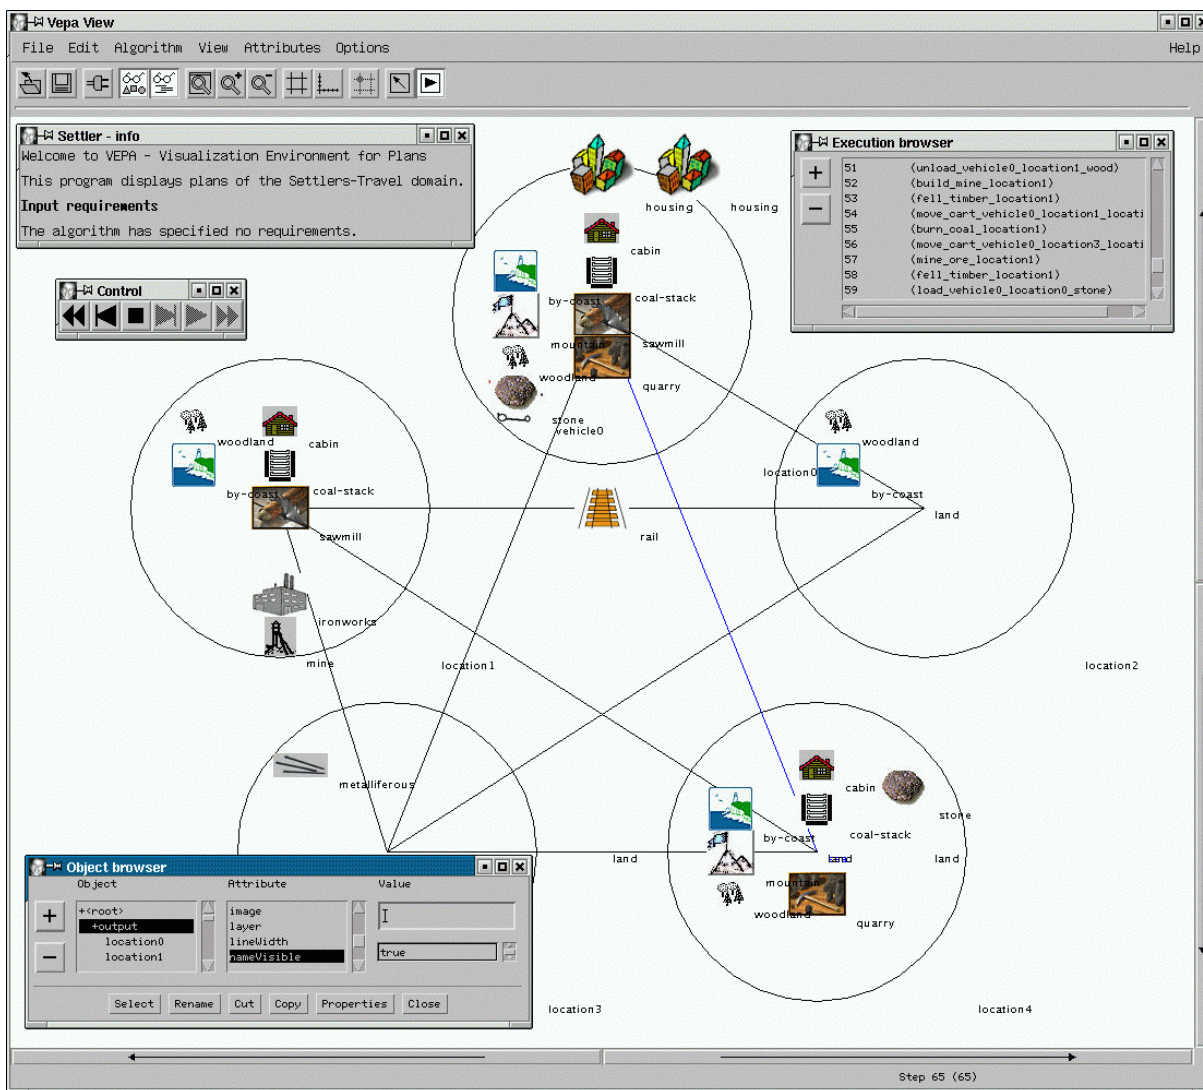 Vepa View
File Edit Algorithm View Attributes Options Help
Settler - info
Welcome to VEPA - Visualization Environment for Plans
This program displays plans of the Settlers-Travel domain.
Input requirements
The algorithm has specified no requirements.
Control
Execution browser
51 (unload_vehicle0_location1_wood)
52 (build_mine_location1)
53 (fell_timber_location1)
54 (move_cart_vehicle0_location1_locati
55 (burn_coal_location1)
56 (move_cart_vehicle0_location3_locati
57 (mine_ore_location1)
58 (fell_timber_location1)
59 (load_vehicle0_location0_stone)
housing housing
cabin
by-coast coal-stack
mountain sawmill
woodland quarry
stone
vehicle0
location0
woodland cabin
by-coast coal-stack
sawmill
ironworks
mine
location1
rail
woodland
by-coast
land
location2
metalliferous
land
location3
cabin
stone
by-coast coal-stack
land land
mountain
woodland quarry
location4
Object browser
Object Attribute Value
+<root> image
+output layer
location0 lineWidth
location1 nameVisible true
Select Rename Cut Copy Properties Close
Step 65 (65)